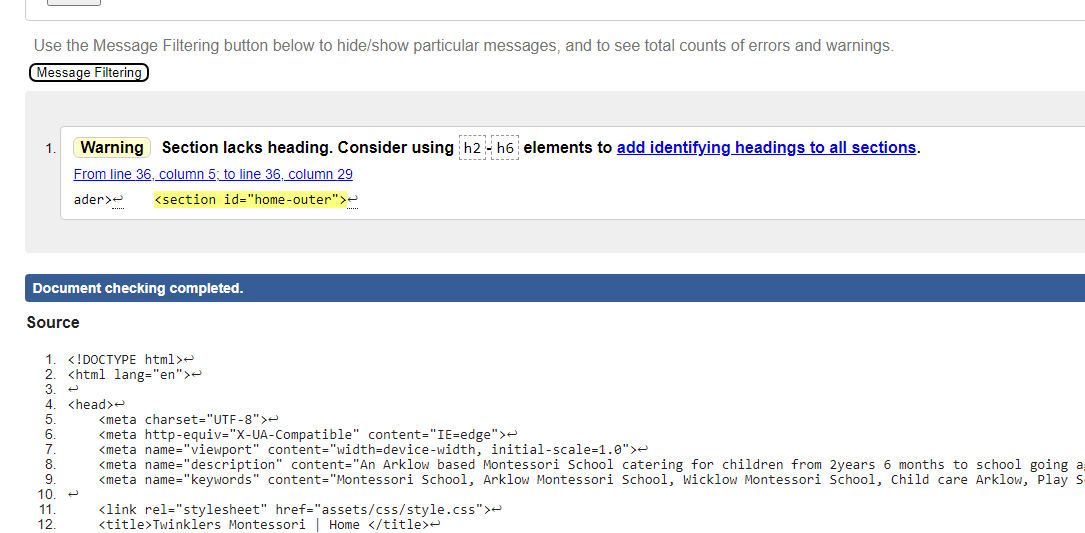 Use the Message Filtering button below to hide/show particular messages, and to see total counts of errors and warnings.
Message Filtering
1. Warning Section lacks heading. Consider using h2-h6 elements to add identifying headings to all sections.
From line 36, column 5; to line 36, column 29
ader>↩ <section id="home-outer">↩
Document checking completed.
Source
1. <!DOCTYPE html>↩
2. <html lang="en">↩
3. ↩
4. <head>↩
5. <meta charset="UTF-8">↩
6. <meta http-equiv="X-UA-Compatible" content="IE=edge">↩
7. <meta name="viewport" content="width=device-width, initial-scale=1.0">↩
8. <meta name="description" content="An Arklow based Montessori School catering for children from 2years 6 months to school going
9. <meta name="keywords" content="Montessori School, Arklow Montessori School, Wicklow Montessori School, Child care Arklow, Play
10. ↩
11. <link rel="stylesheet" href="assets/css/style.css">↩
12. <title>Twinklers Montessori | Home </title>↩